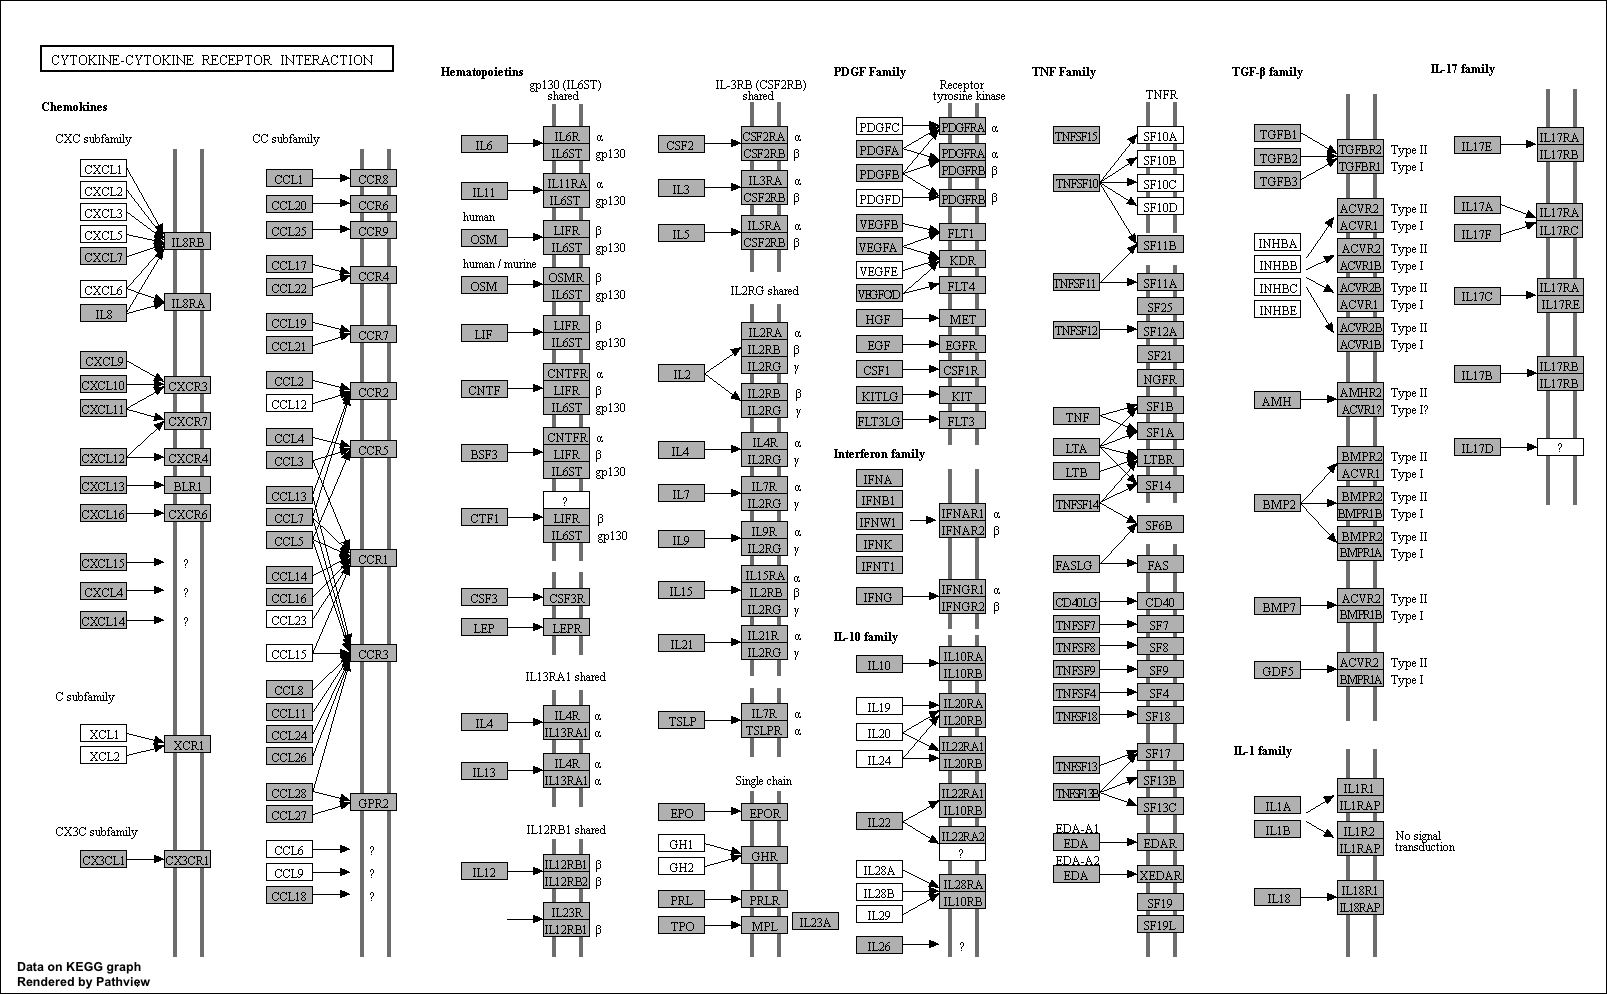 CYTOKINE-CYTOKINE RECEPTOR INTERACTION
Chemokines
CXC subfamily
CXCL1
CXCL2
CXCL3
CXCL5
CXCL7
IL8RB
CXCL6
IL8
IL8RA
CXCL9
CXCL10
CXCL11
CXCR3
CXCR7
CXCL12
CXCR4
CXCL13
BLR1
CXCL16
CXCR6
CXCL15
?
CXCL4
?
CXCL14
?
C subfamily
XCL1
XCL2
XCR1
CX3C subfamily
CX3CL1
CX3CR1
CC subfamily
CCL1
CCR8
CCL20
CCR6
CCL25
CCR9
CCL17
CCL22
CCR4
CCL19
CCL21
CCR7
CCL2
CCL12
CCR2
CCL4
CCL3
CCR5
CCL13
CCL7
CCL5
CCR1
CCL14
CCL16
CCL23
CCL15
CCR3
CCL8
CCL11
CCL24
CCL26
CCL28
CCL27
GPR2
CCL6
?
CCL9
?
CCL18
?
Hematopoietins
gp130 (IL6ST)
shared
IL6
IL6R α
IL6ST gp130
IL11
IL11RA α
IL6ST gp130
human
OSM
LIFR β
IL6ST gp130
human / murine
OSM
OSMR β
IL6ST gp130
LIF
LIFR β
IL6ST gp130
CNTF
CNTFR α
LIFR β
IL6ST gp130
BSF3
CNTFR α
LIFR β
IL6ST gp130
CTF1
?
LIFR β
IL6ST gp130
CSF3
CSF3R
LEP
LEPR
IL13RA1 shared
IL4
IL4R α
IL13RA1 α
IL13
IL4R α
IL13RA1 α
IL12RB1 shared
IL12
IL12RB1 β
IL12RB2 β
IL23R
IL12RB1 β
IL-3RB (CSF2RB)
shared
CSF2
CSF2RA α
CSF2RB β
IL3
IL3RA α
CSF2RB β
IL5
IL5RA α
CSF2RB β
IL2RG shared
IL2
IL2RA α
IL2RB β
IL2RG γ
IL2RB β
IL2RG γ
IL4
IL4R α
IL2RG γ
IL7
IL7R α
IL2RG γ
IL9
IL9R α
IL2RG γ
IL15
IL15RA α
IL2RB β
IL2RG γ
IL21
IL21R α
IL2RG γ
TSLP
IL7R α
TSLPR α
Single chain
EPO
EPOR
GH1
GH2
GHR
PRL
PRLR
TPO
MPL
IL23A
PDGF Family
Receptor
tyrosine kinase
PDGFC
PDGFRA α
PDGFA
PDGFRA α
PDGFRB β
PDGFB
PDGFD
PDGFRB β
VEGFB
FLT1
VEGFA
KDR
VEGFE
VEGFC/D
FLT4
HGF
MET
EGF
EGFR
CSF1
CSF1R
KITLG
KIT
FLT3LG
FLT3
Interferon family
IFNA
IFNB1
IFNW1
IFNK
IFNT1
IFNAR1 α
IFNAR2 β
IFNG
IFNGR1 α
IFNGR2 β
IL-10 family
IL10
IL10RA
IL10RB
IL19
IL20RA
IL20RB
IL20
IL22RA1
IL20RB
IL24
IL22
IL22RA1
IL10RB
IL22RA2
?
IL28A
IL28B
IL29
IL28RA
IL10RB
IL26
?
TNF Family
TNFR
TNFSF15
TNFSF10
SF10A
SF10B
SF10C
SF10D
SF11B
TNFSF11
SF11A
SF25
TNFSF12
SF12A
SF21
NGFR
TNF
SF1B
SF1A
LTA
LTB
LTBR
TNFSF14
SF14
SF6B
FASLG
FAS
CD40LG
CD40
TNFSF7
SF7
TNFSF8
SF8
TNFSF9
SF9
TNFSF4
SF4
TNFSF18
SF18
TNFSF13
SF17
TNFSF13B
SF13B
SF13C
EDA-A1
EDA
EDAR
EDA-A2
EDA
XEDAR
SF19
SF19L
TGF-β family
TGFB1
TGFB2
TGFB3
TGFBR2 Type II
TGFBR1 Type I
INHBA
INHBB
INHBC
INHBE
ACVR2 Type II
ACVR1 Type I
ACVR2 Type II
ACVR1B Type I
ACVR2B Type II
ACVR1 Type I
ACVR2B Type II
ACVR1B Type I
AMH
AMHR2 Type II
ACVR1? Type I?
BMP2
BMPR2 Type II
ACVR1 Type I
BMPR2 Type II
BMPR1B Type I
BMPR2 Type II
BMPR1A Type I
BMP7
ACVR2 Type II
BMPR1B Type I
GDF5
ACVR2 Type II
BMPR1A Type I
IL-1 family
IL1A
IL1B
IL1R1
IL1RAP
IL1R2
IL1RAP
No signal
transduction
IL18
IL18R1
IL18RAP
IL-17 family
IL17E
IL17RA
IL17RB
IL17A
IL17F
IL17RA
IL17RC
IL17C
IL17RA
IL17RE
IL17B
IL17RB
IL17RB
IL17D
?
Data on KEGG graph
Rendered by Pathview